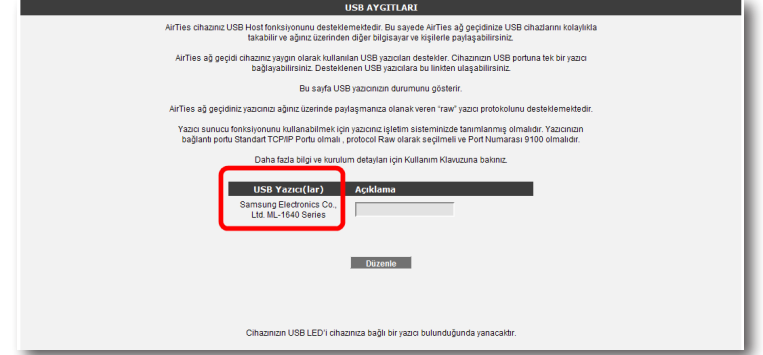 USB AYGITLARI
AirTies cihazınız USB Host fonksiyonunu desteklemektedir. Bu sayede AirTies ağ geçidinize USB cihazlarını kolaylıkla
takabilir ve ağınız üzerinden diğer bilgisayar ve kişilerle paylaşabilirsiniz.
AirTies ağ geçidi cihazınız yaygın olarak kullanılan USB yazıcıları destekler. Cihazınızın USB portuna tek bir yazıcı
bağlayabilirsiniz. Desteklenen USB yazıcılara bu linkten ulaşabilirsiniz.
Bu sayfa USB yazıcınızın durumunu gösterir.
AirTies ağ geçidiniz yazıcınızı ağınız üzerinde paylaşmanıza olanak veren "raw" yazıcı protokolunu desteklemektedir.
Yazıcı sunucu fonksiyonunu kullanabilmek için yazıcınız işletim sisteminizde tanımlanmış olmalıdır. Yazıcınızın
bağlantı portu Standart TCP/IP Portu olmalı , protocol Raw olarak seçilmeli ve Port Numarası 9100 olmalıdır.
Daha fazla bilgi ve kurulum detayları için Kullanım Klavuzuna bakınız.
USB Yazıcı(lar) Açıklama
Samsung Electronics Co.,
Ltd. ML-1640 Series
Düzenle
Cihazınızın USB LED'i cihazınıza bağlı bir yazıcı bulunduğunda yanacaktır.